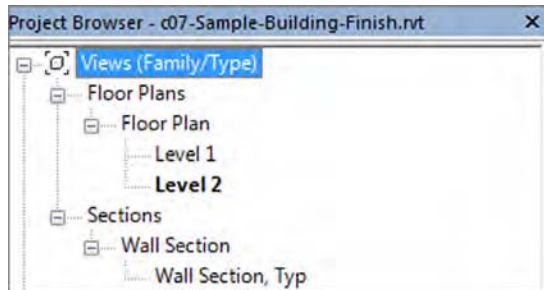 Project Browser - c07-Sample-Building-Finish.rvt
Views (Family/Type)
Floor Plans
Floor Plan
Level 1
Level 2
Sections
Wall Section
Wall Section, Typ